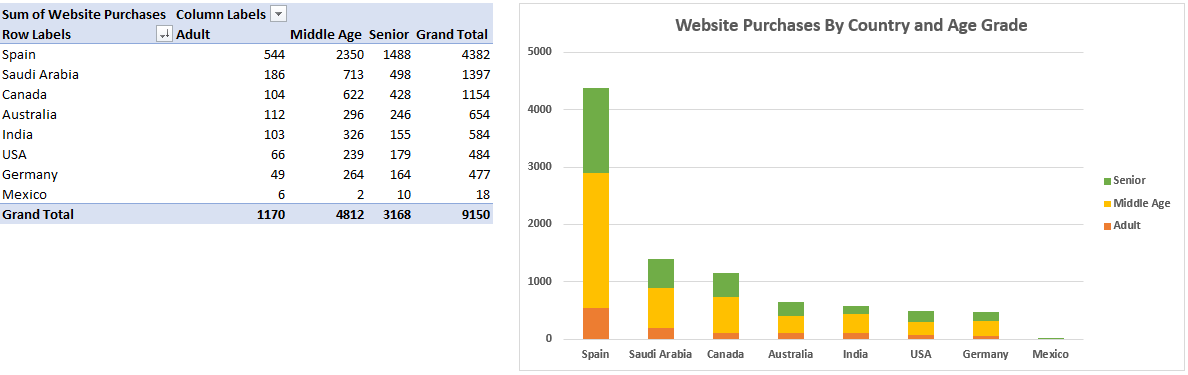 Sum of Website Purchases Column Labels
Row Labels Adult Middle Age Senior Grand Total
Spain 544 2350 1488 4382
Saudi Arabia 186 713 498 1397
Canada 104 622 428 1154
Australia 112 296 246 654
India 103 326 155 584
USA 66 239 179 484
Germany 49 264 164 477
Mexico 6 2 10 18
Grand Total 1170 4812 3168 9150
Website Purchases By Country and Age Grade
5000
4000
3000
2000
1000
0
Spain Saudi Arabia Canada Australia India USA Germany Mexico
Senior
Middle Age
Adult